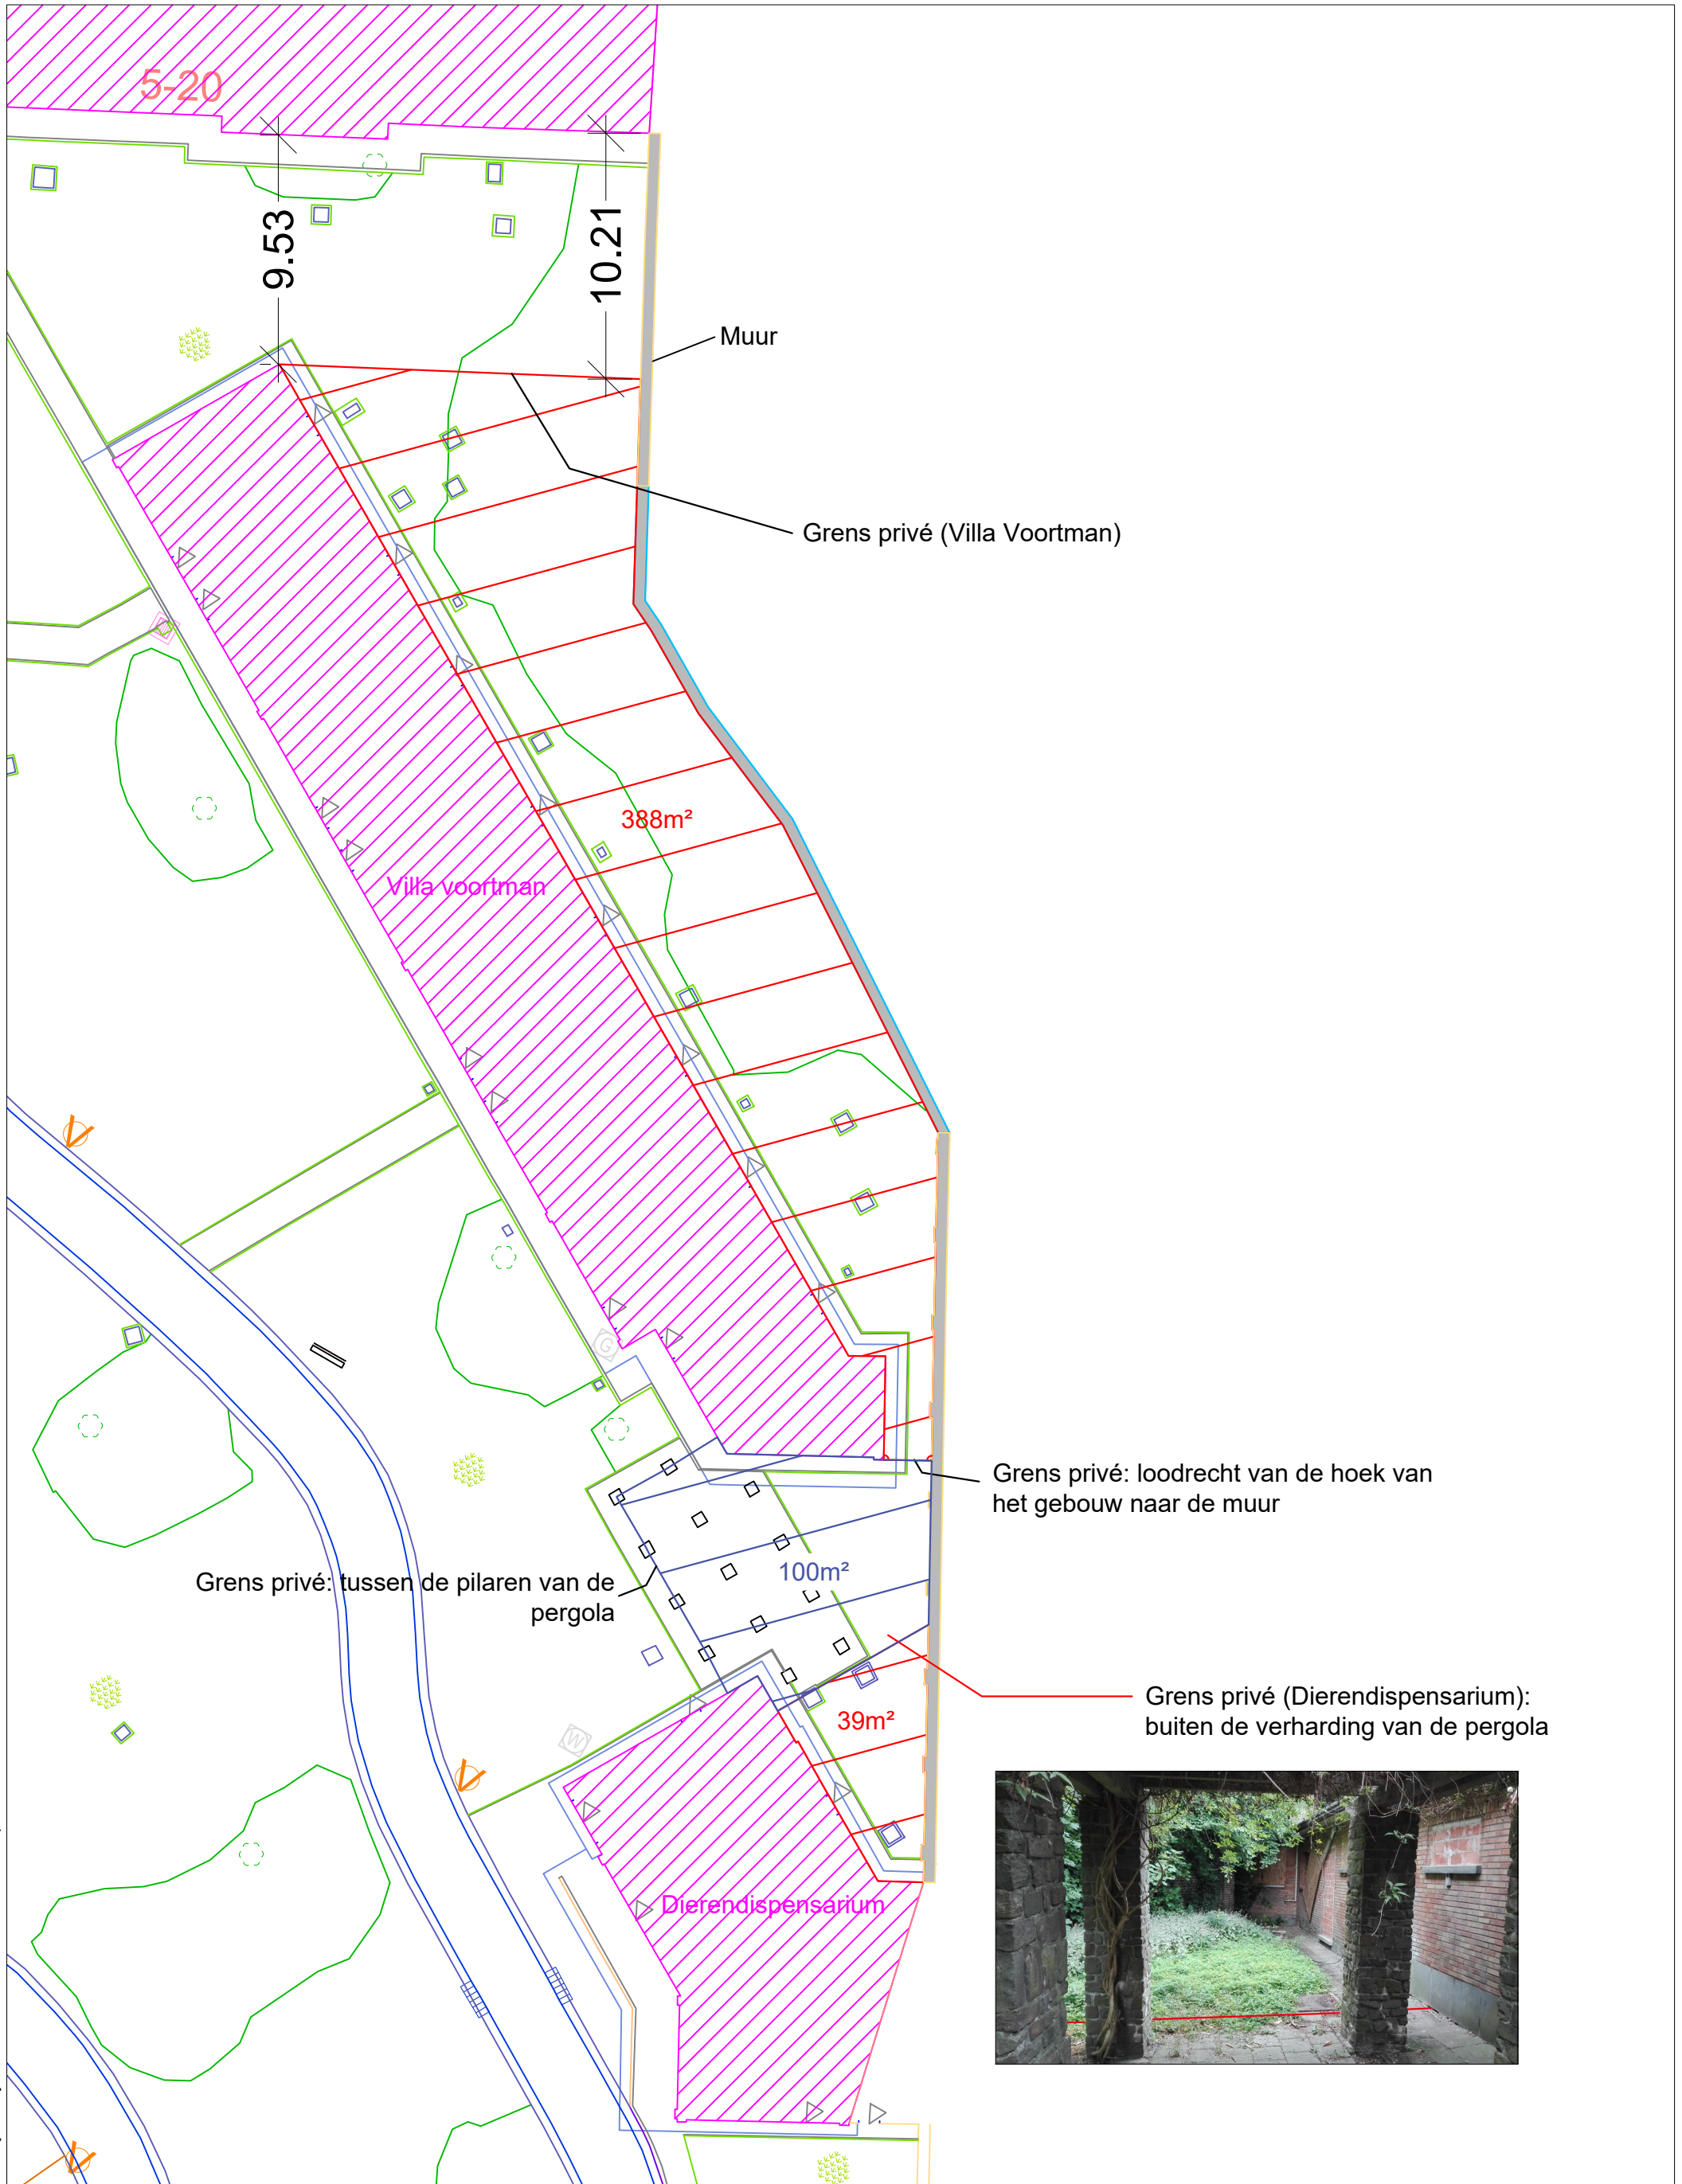 5-20
9.53
10.21
Muur
Grens privé (Villa Voortman)
388m²
Villa voortman
G
Grens privé: loodrecht van de hoek van
het gebouw naar de muur
100m²
Grens privé: tussen de pilaren van de
pergola
Grens privé (Dierendispensarium):
buiten de verharding van de pergola
39m²
W
Dierendispensarium